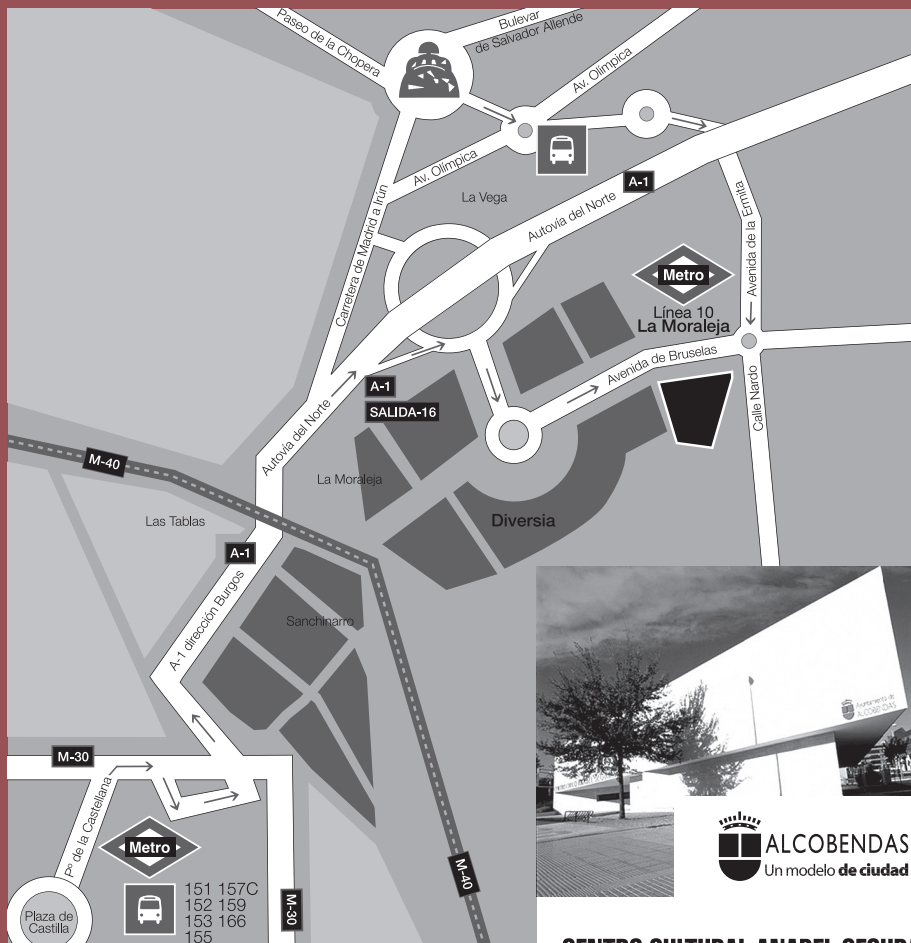 Paseo de la Chopera
Bulevar
de Salvador Allende
Av. Olímpica
Av. Olímpica
La Vega
A-1
Autovía del Norte
Carretera de Madrid a Irún
Avenida de la Ermita
Metro
Línea 10
La Moraleja
Avenida de Bruselas
A-1
SALIDA-16
Calle Nardo
Autovía del Norte
M-40
La Moraleja
Las Tablas
Diversia
A-1
A-1 dirección Burgos
Sanchinarro
Ayuntamiento de
ALCOBENDAS
M-30
Pº de la Castellana
Metro
151 157C
152 159
153 166
155
Plaza de
Castilla
M-30
M-40
ALCOBENDAS
Un modelo de ciudad